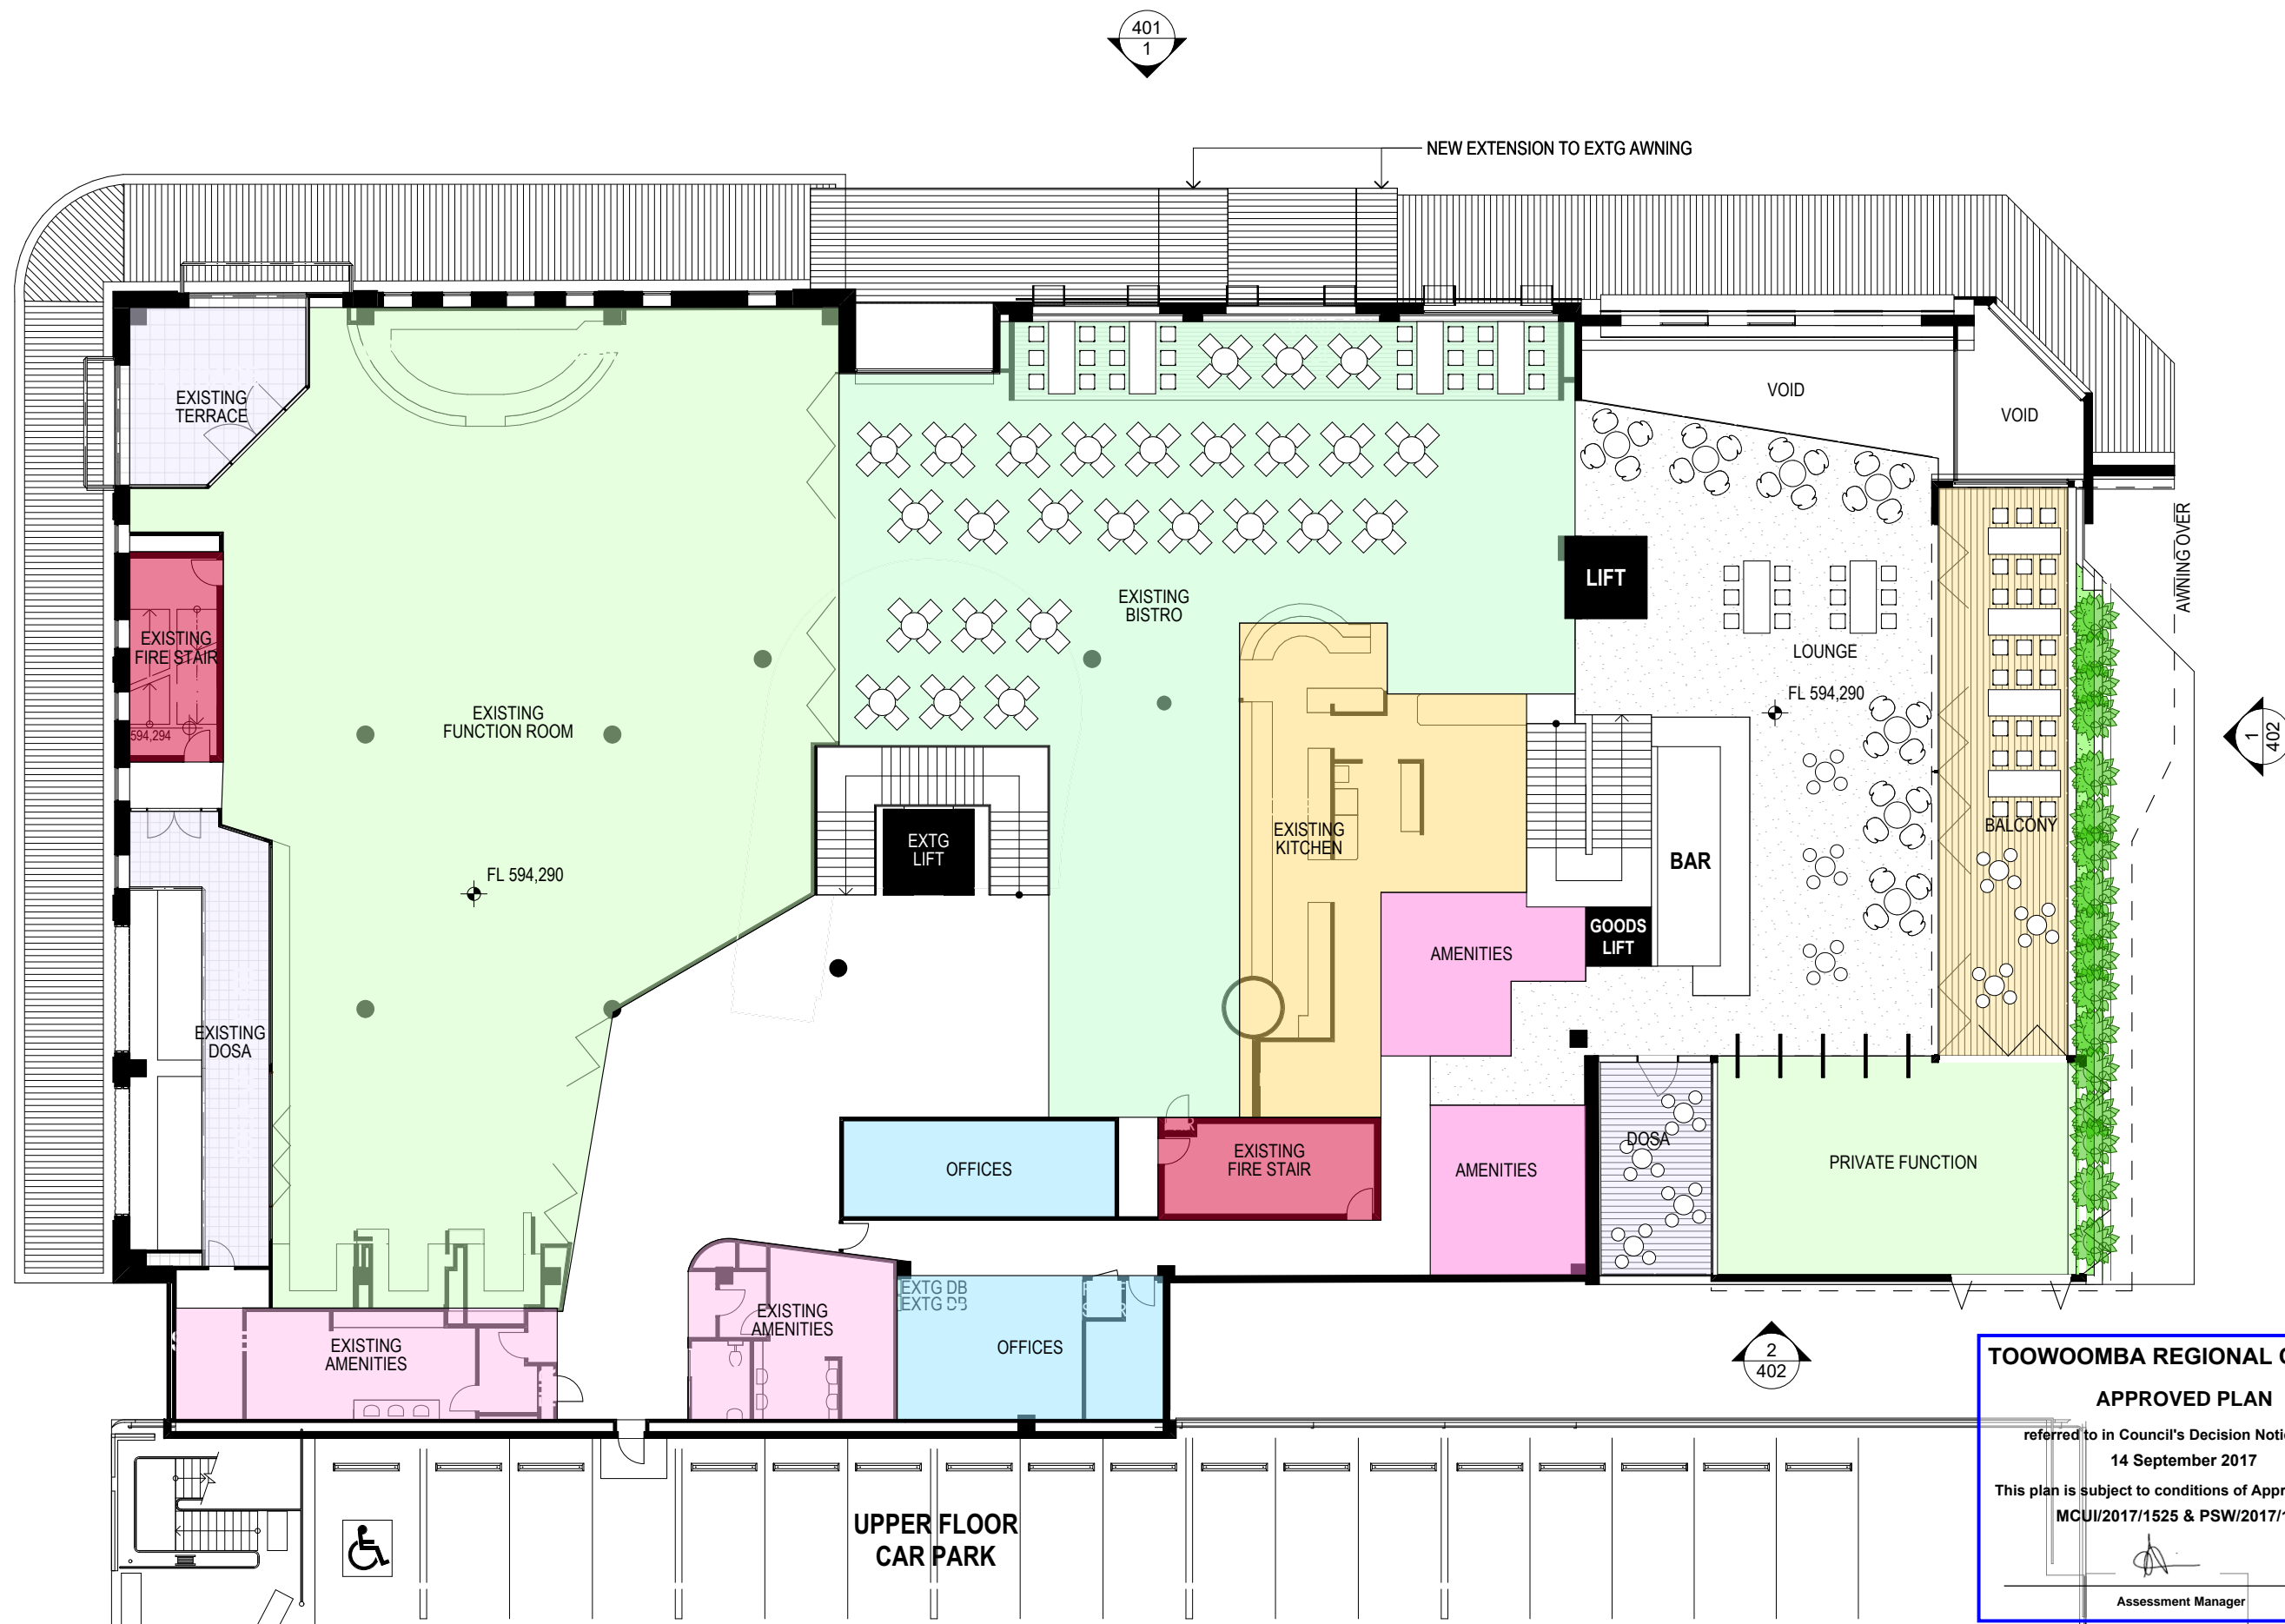 401
1
NEW EXTENSION TO EXTG AWNING
EXISTING
TERRACE
VOID
VOID
AWNING OVER
LIFT
EXISTING
BISTRO
EXISTING
FIRE STAIR
594,294
LOUNGE
FL 594,290
EXISTING
FUNCTION ROOM
1
402
EXISTING
KITCHEN
BALCONY
EXTG
LIFT
BAR
FL 594,290
GOODS
LIFT
AMENITIES
EXISTING
DOSA
OFFICES
EXISTING
FIRE STAIR
AMENITIES
DOSA
PRIVATE FUNCTION
EXTG DB
EXTG DB
EXISTING
AMENITIES
EXISTING
AMENITIES
OFFICES
2
402
TOOWOOMBA REGIONAL
APPROVED PLAN
referred to in Council's Decision
14 September 2017
This plan is subject to conditions of
MCUI/2017/1525 & PSW/2017/
Assessment Manager
UPPER FLOOR
CAR PARK